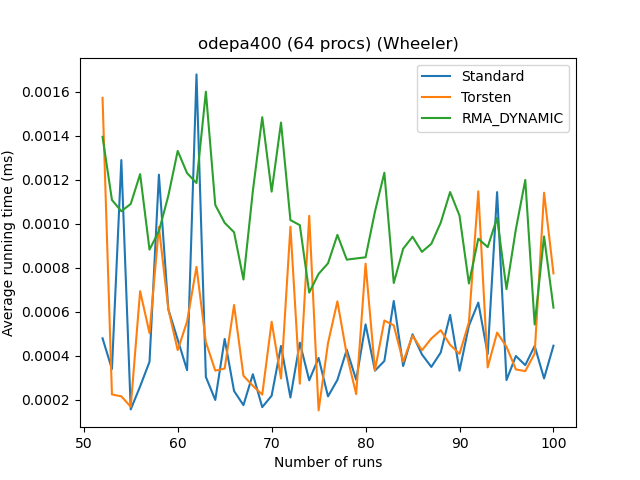 odepa400 (64 procs) (Wheeler)
Standard
Torsten
RMA_DYNAMIC
Average running time (ms)
0.0016
0.0014
0.0012
0.0010
0.0008
0.0006
0.0004
0.0002
50 60 70 80 90 100
Number of runs